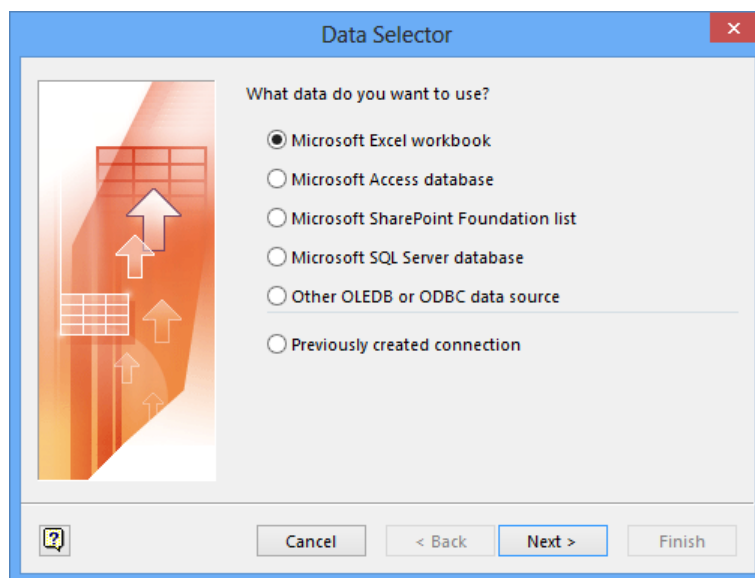 Data Selector
What data do you want to use?
Microsoft Excel workbook
Microsoft Access database
Microsoft SharePoint Foundation list
Microsoft SQL Server database
Other OLEDB or ODBC data source
Previously created connection
Cancel
< Back
Next >
Finish